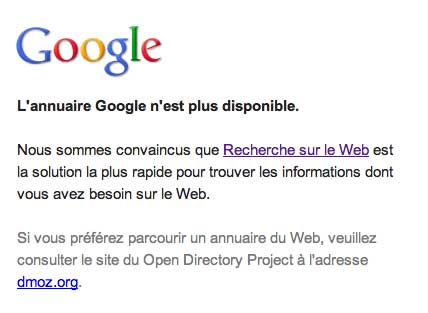 Google
L'annuaire Google n'est plus disponible.
Nous sommes convaincus que Recherche sur le Web est
la solution la plus rapide pour trouver les informations dont
vous avez besoin sur le Web.
Si vous préférez parcourir un annuaire du Web, veuillez
consulter le site du Open Directory Project à l'adresse
dmoz.org.